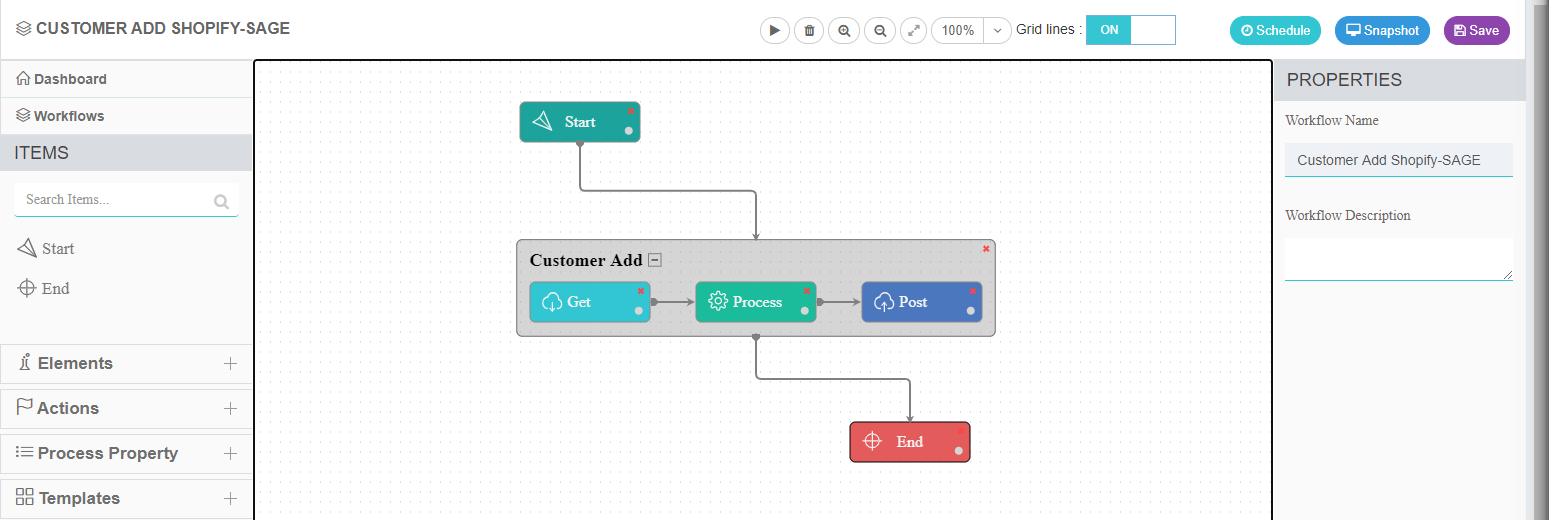 CUSTOMER ADD SHOPIFY-SAGE
100%
Grid lines :
ON
Schedule
Snapshot
Save
Dashboard
Workflows
ITEMS
Search Items...
Start
End
Elements
Actions
Process Property
Templates
Start
Customer Add
Get
Process
Post
End
PROPERTIES
Workflow Name
Customer Add Shopify-SAGE
Workflow Description